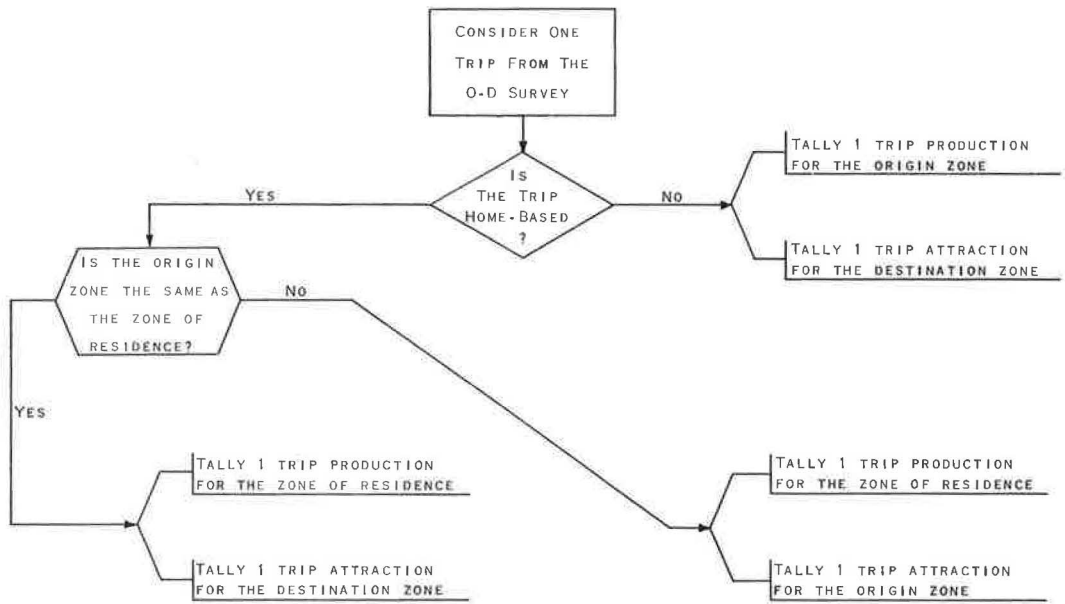 CONSIDER ONE
TRIP FROM THE
O-D SURVEY
IS
THE TRIP
HOME-BASED
?
YES
NO
TALLY 1 TRIP PRODUCTION
FOR THE ORIGIN ZONE
TALLY 1 TRIP ATTRACTION
FOR THE DESTINATION ZONE
IS THE ORIGIN
ZONE THE SAME AS
THE ZONE OF
RESIDENCE?
NO
YES
TALLY 1 TRIP PRODUCTION
FOR THE ZONE OF RESIDENCE
TALLY 1 TRIP ATTRACTION
FOR THE DESTINATION ZONE
TALLY 1 TRIP PRODUCTION
FOR THE ZONE OF RESIDENCE
TALLY 1 TRIP ATTRACTION
FOR THE ORIGIN ZONE